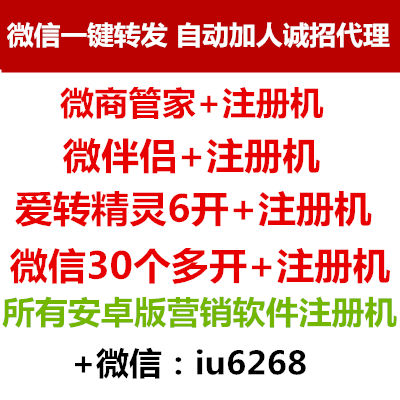 微信一键转发 自动加人诚招代理
微商管家+注册机
微伴侣+注册机
爱转精灵6开+注册机
微信30个多开+注册机
所有安卓版营销软件注册机
+微信：iu6268